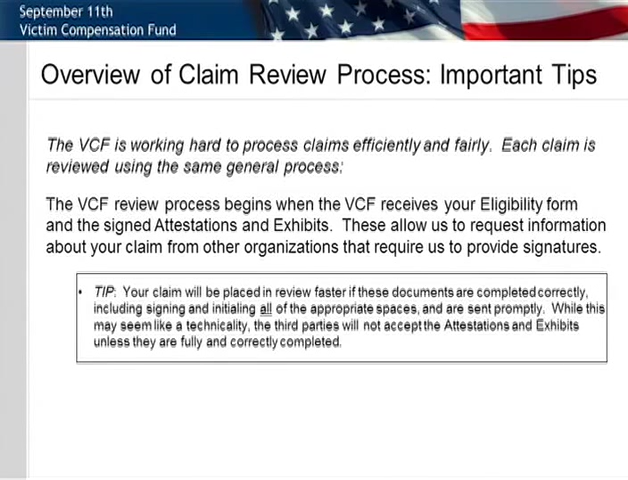 September 11th
Victim Compensation Fund
Overview of Claim Review Process: Important Tips
The VCF is working hard to process claims efficiently and fairly. Each claim is
reviewed using the same general process:
The VCF review process begins when the VCF receives your Eligibility form
and the signed Attestations and Exhibits. These allow us to request information
about your claim from other organizations that require us to provide signatures.
• TIP: Your claim will be placed in review faster if these documents are completed correctly,
including signing and initialing all of the appropriate spaces, and are sent promptly. While this
may seem like a technicality, the third parties will not accept the Attestations and Exhibits
unless they are fully and correctly completed.